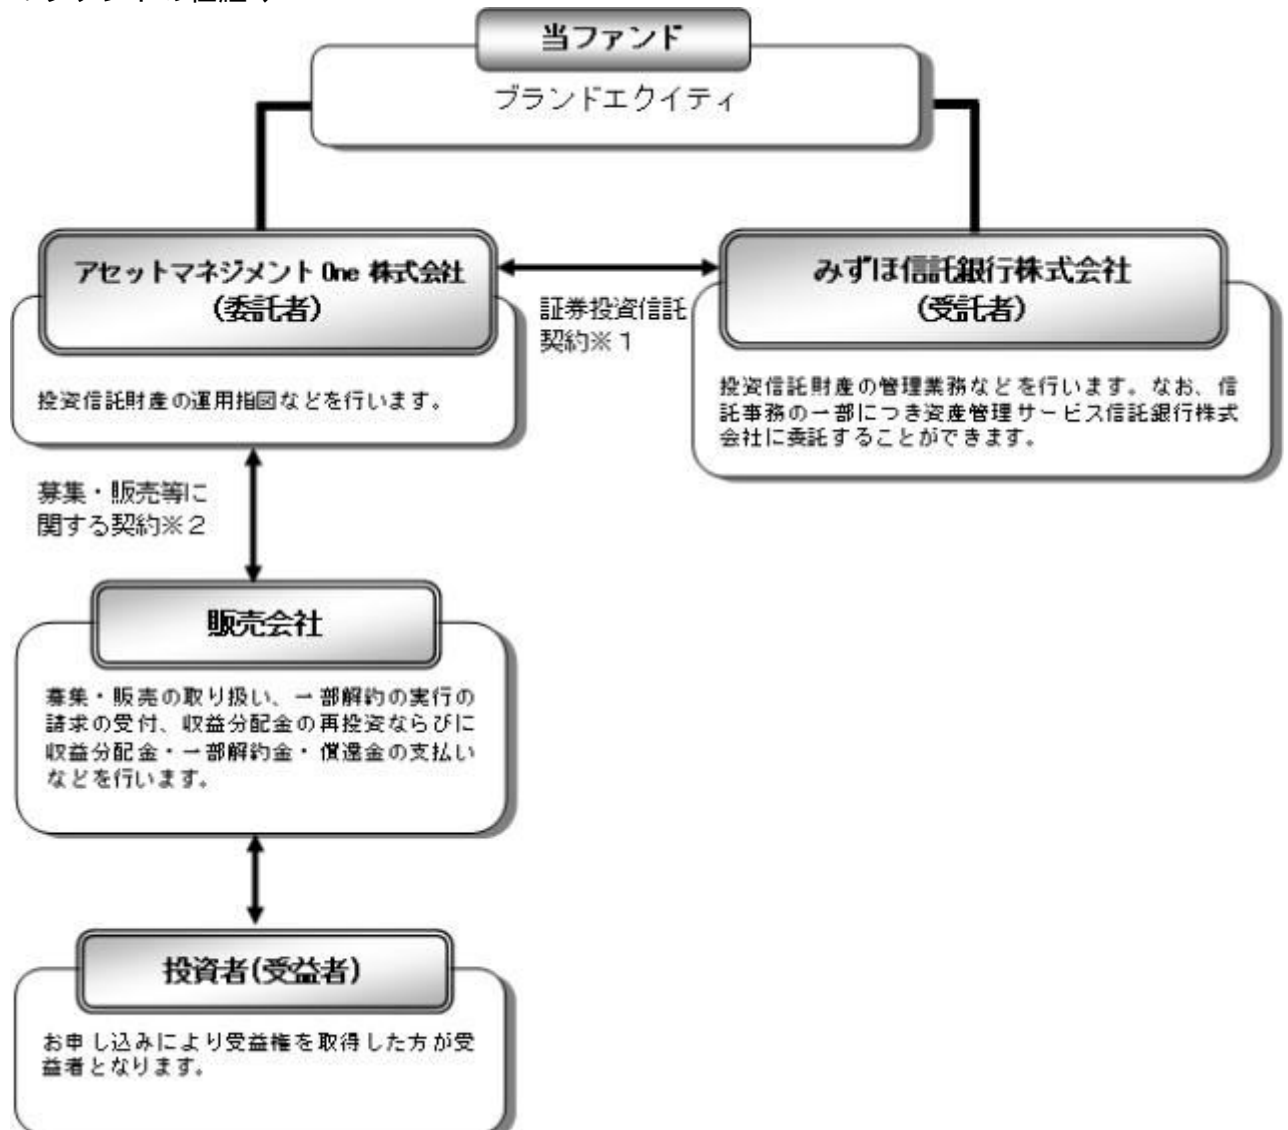 当ファンド
ブランドエクイティ
アセットマネジメント One 株式会社
(委託者)
投資信託財産の運用指図などを行います。
証券投資信託
契約※1
みずほ信託銀行株式会社
(受託者)
投資信託財産の管理業務などを行います。なお、信
託事務の一部につき資産管理サービス信託銀行株式
会社に委託することができます。
募集・販売等に
関する契約※2
販売会社
募集・販売の取り扱い、一部解約の実行の
請求の受付、収益分配金の再投資ならびに
収益分配金・一部解約金・償還金の支払い
などを行います。
投資者(受益者)
お申し込みにより受益権を取得した方が受
益者となります。